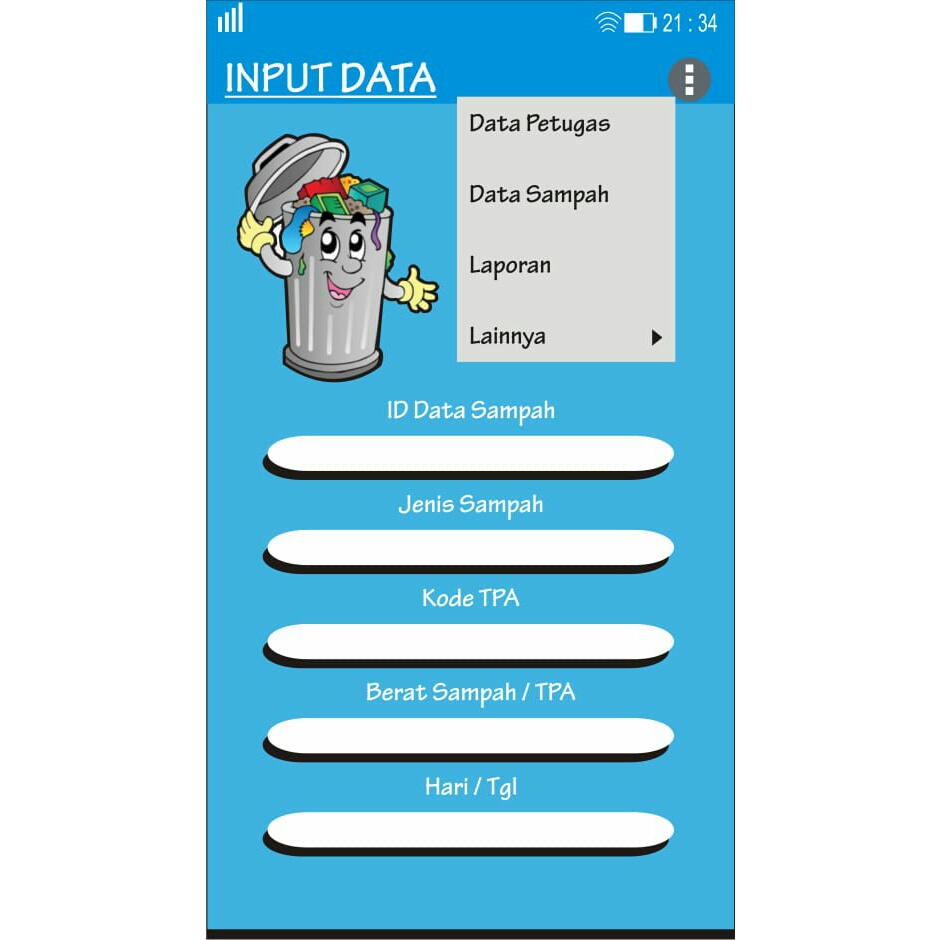 21 : 34
INPUT DATA
Data Petugas
Data Sampah
Laporan
Lainnya
ID Data Sampah
Jenis Sampah
Kode TPA
Berat Sampah / TPA
Hari / Tgl